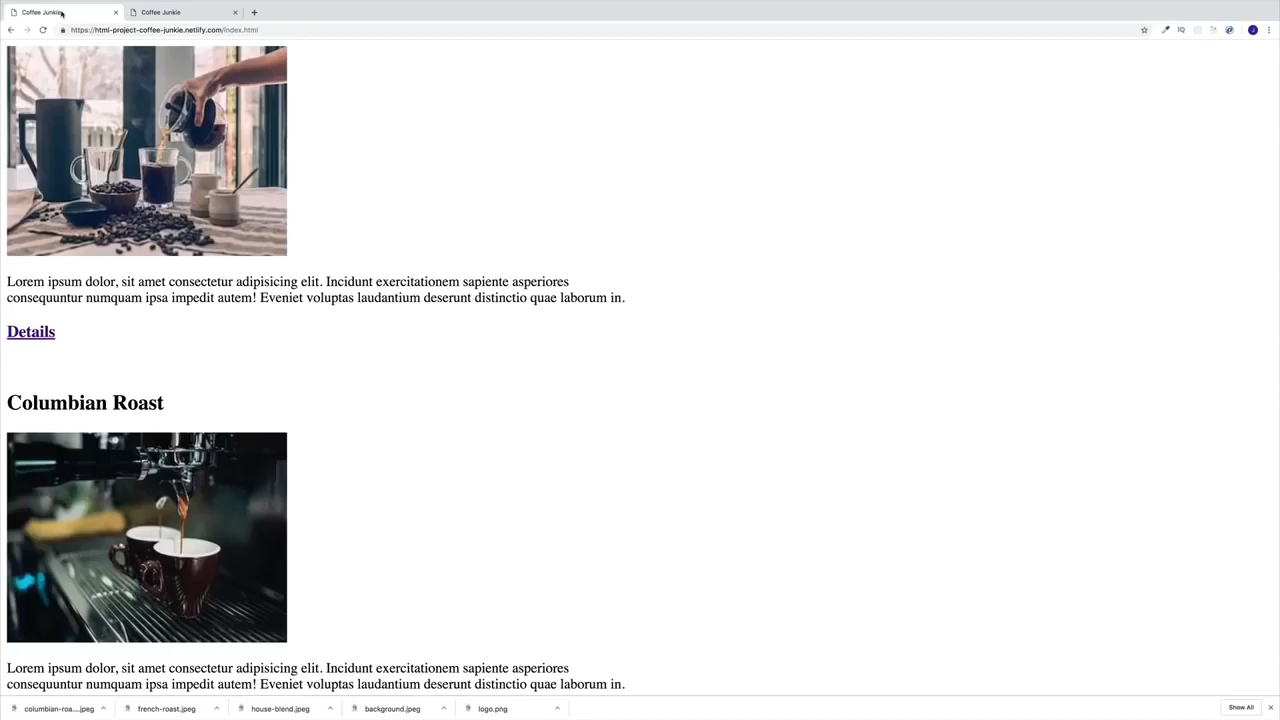 Coffee Junkie
Coffee Junkie
https://html-project-coffee-junkie.netlify.com/index.html
Lorem ipsum dolor, sit amet consectetur adipisicing elit. Incidunt exercitationem sapiente asperiores
consequuntur numquam ipsa impedit autem! Eveniet voluptas laudantium deserunt distinctio quae laborum in.
Details
Columbian Roast
Lorem ipsum dolor, sit amet consectetur adipisicing elit. Incidunt exercitationem sapiente asperiores
consequuntur numquam ipsa impedit autem! Eveniet voluptas laudantium deserunt distinctio quae laborum in.
columbian-roa....jpeg
french-roast.jpeg
house-blend.jpeg
background.jpeg
logo.png
Show All